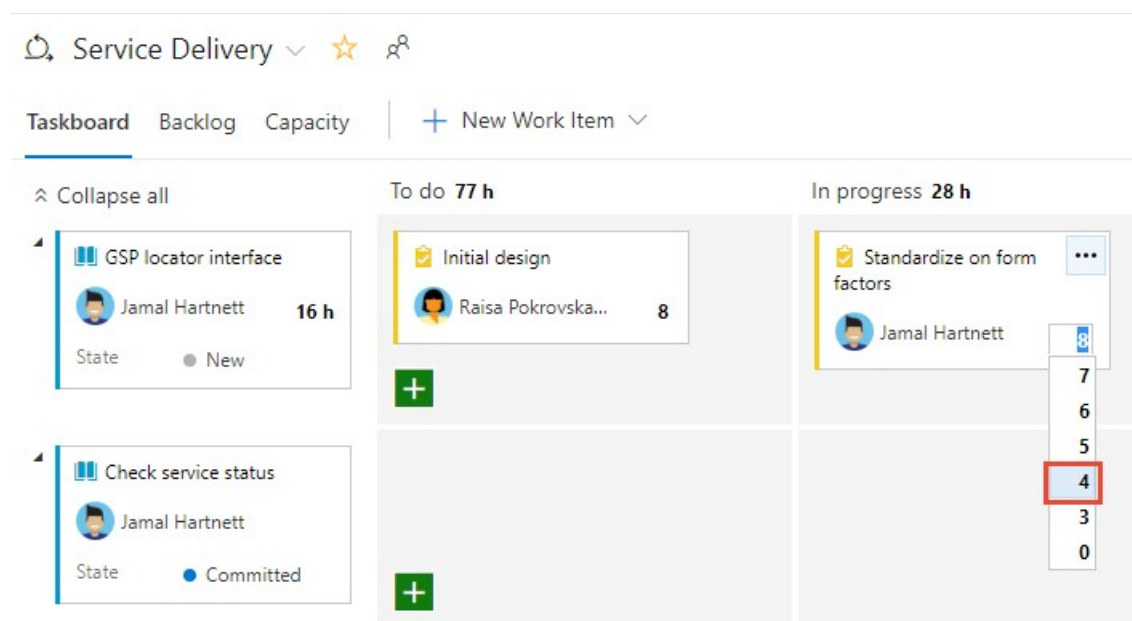 Service Delivery
Taskboard Backlog Capacity New Work Item
Collapse all To do 77 h In progress 28 h
GSP locator interface
Jamal Hartnett 16 h
State New
Initial design
Raisa Pokrovska... 8
Standardize on form factors
Jamal Hartnett 8
7
6
5
4
3
0
Check service status
Jamal Hartnett
State Committed